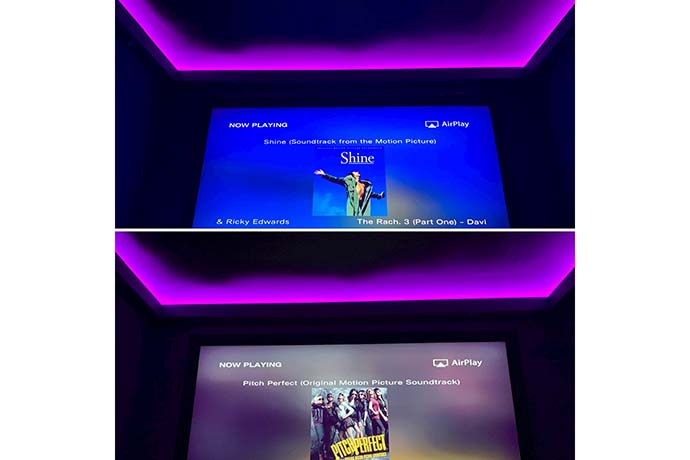 NOW PLAYING
AirPlay
Shine (Soundtrack from the Motion Picture)
Shine
& Ricky Edwards
The Rach. 3 (Part One) – Davi
NOW PLAYING
AirPlay
Pitch Perfect (Original Motion Picture Soundtrack)
PITCH PERFECT